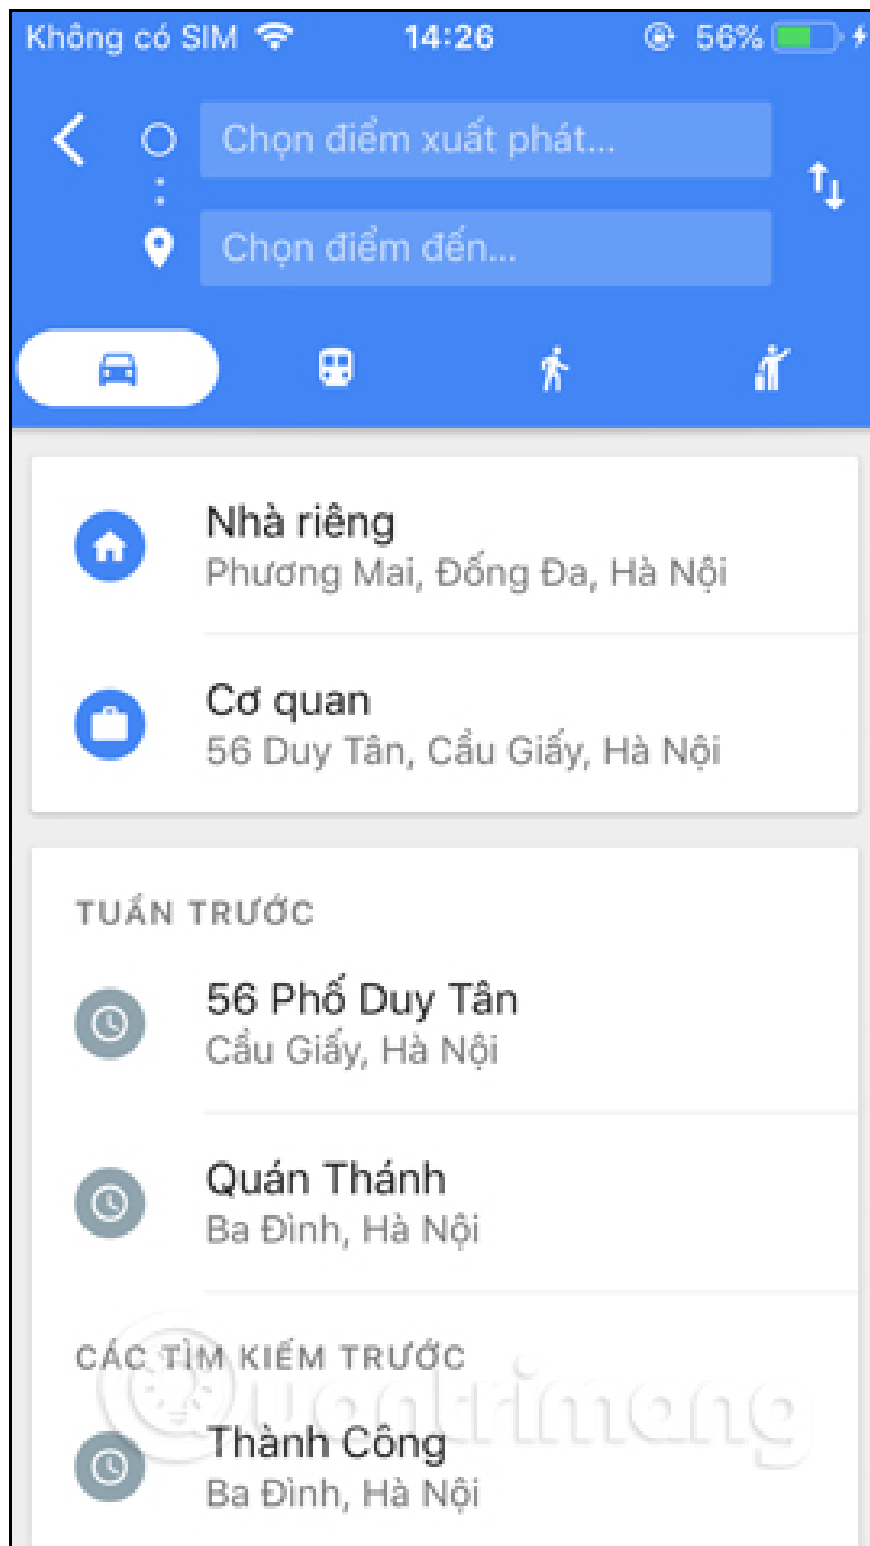 Không có SIM 14:26 56%
Chọn điểm xuất phát...
Chọn điểm đến...
Nhà riêng
Phương Mai, Đống Đa, Hà Nội
Cơ quan
56 Duy Tân, Cầu Giấy, Hà Nội
TUẦN TRƯỚC
56 Phố Duy Tân
Cầu Giấy, Hà Nội
Quán Thánh
Ba Đình, Hà Nội
CÁC TÌM KIẾM TRƯỚC
Quantrimang
Thành Công
Ba Đình, Hà Nội